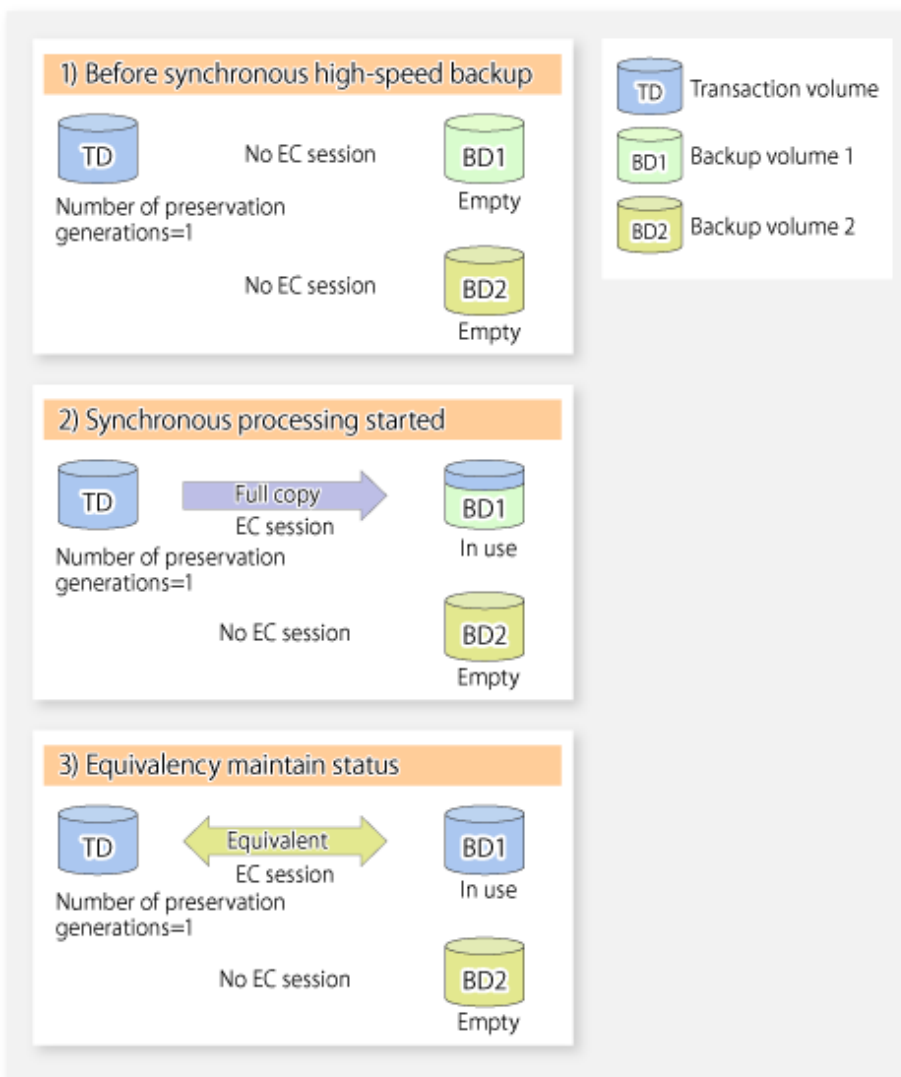 1) Before synchronous high-speed backup
TD
No EC session
BD1
Number of preservation
generations=1
Empty
No EC session
BD2
Empty
TD
Transaction volume
BD1
Backup volume 1
BD2
Backup volume 2
2) Synchronous processing started
TD
Full copy
EC session
BD1
In use
Number of preservation
generations=1
No EC session
BD2
Empty
3) Equivalency maintain status
TD
Equivalent
EC session
BD1
In use
Number of preservation
generations=1
No EC session
BD2
Empty